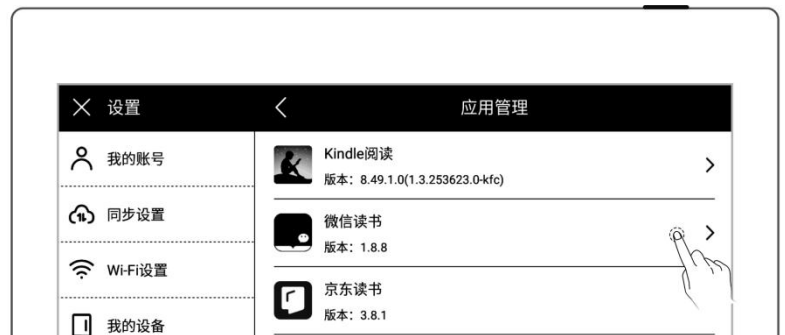 设置
应用管理
我的账号
同步设置
Wi-Fi设置
我的设备
Kindle阅读
版本：8.49.1.0(1.3.253623.0-kfc)
微信读书
版本：1.8.8
京东读书
版本：3.8.1